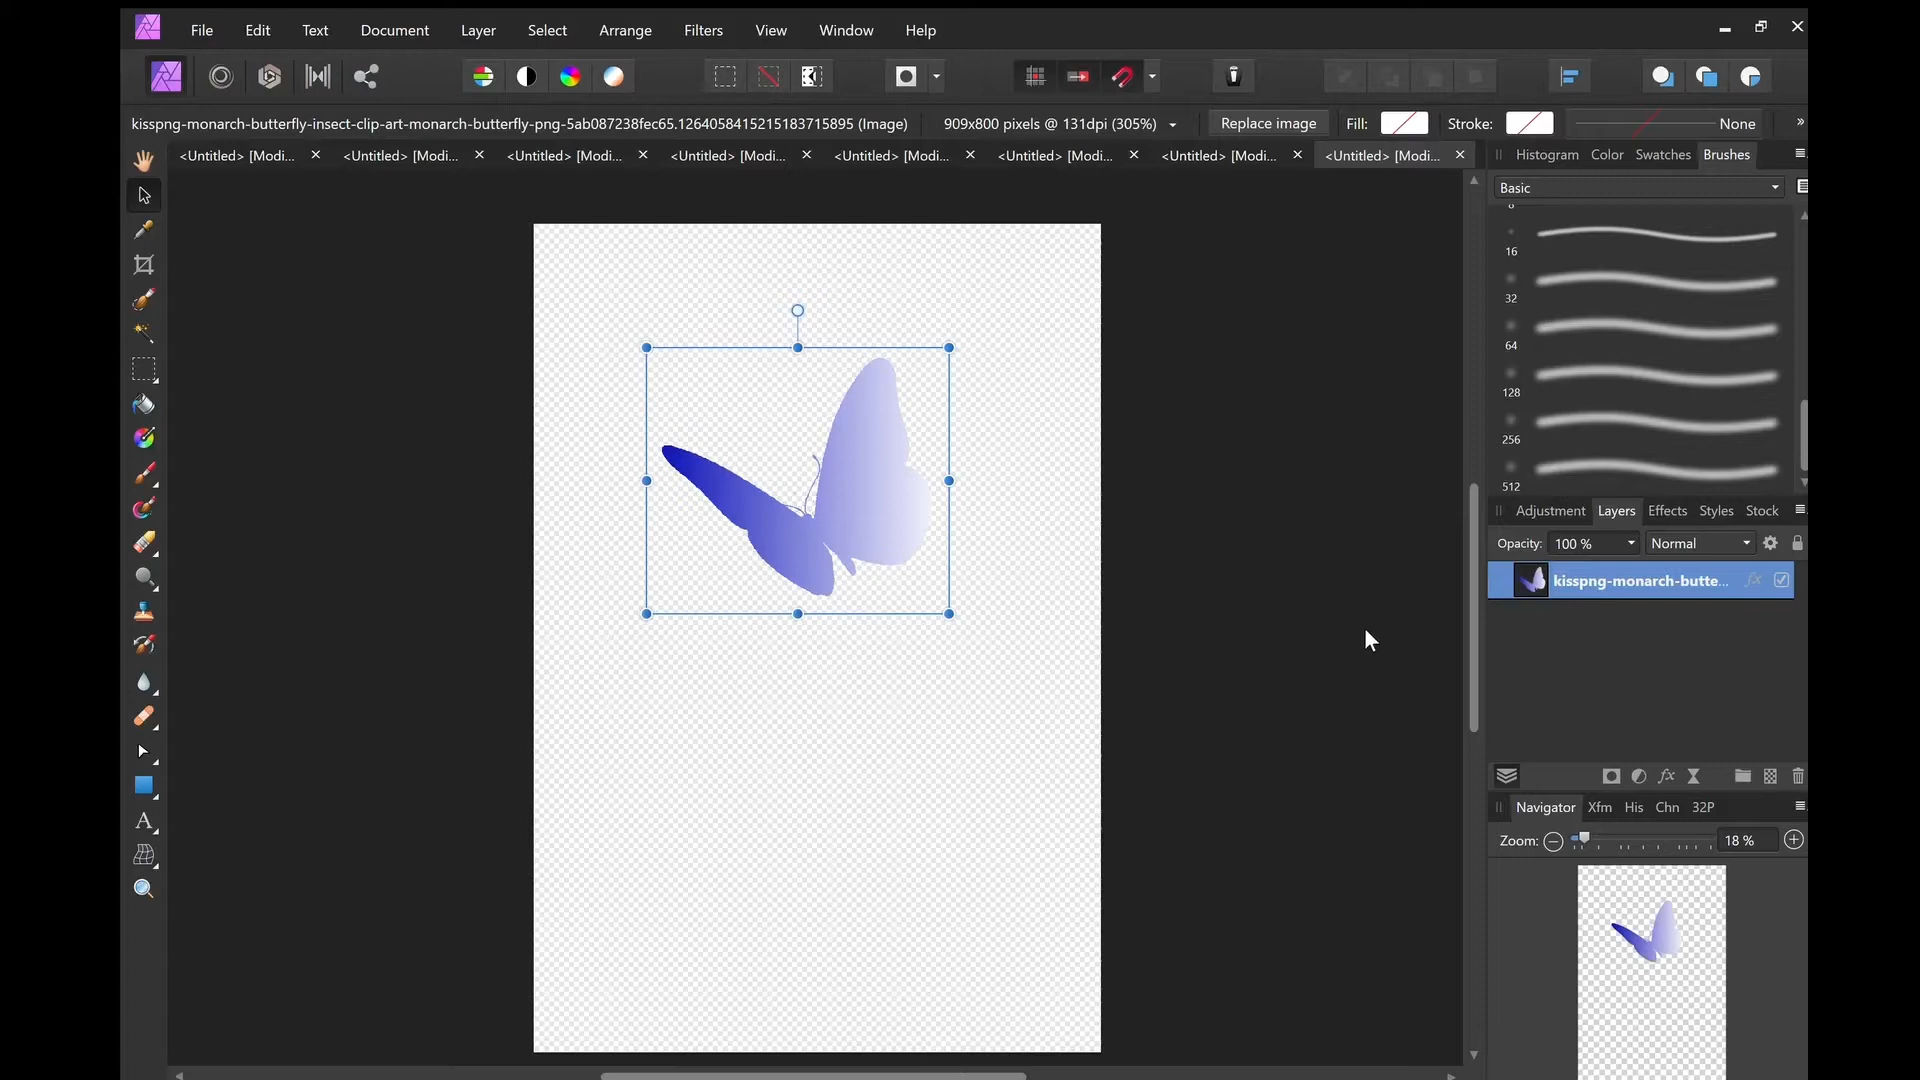 File Edit Text Document Layer Select Arrange Filters View Window Help
kisspng-monarch-butterfly-insect-clip-art-monarch-butterfly-png-5ab087238fec65.1264058415215183715895 (Image) 909x800 pixels @ 131dpi (305%) Replace image Fill: Stroke: None »
<Untitled> [Modi... <Untitled> [Modi... <Untitled> [Modi... <Untitled> [Modi... <Untitled> [Modi... <Untitled> [Modi... <Untitled> [Modi... <Untitled> [Modi...
Histogram Color Swatches Brushes
Basic
8
16
32
64
128
256
512
Adjustment Layers Effects Styles Stock
Opacity: 100 % Normal
kisspng-monarch-butte... fx
fx
Navigator Xfm His Chn 32P
Zoom: 18 %